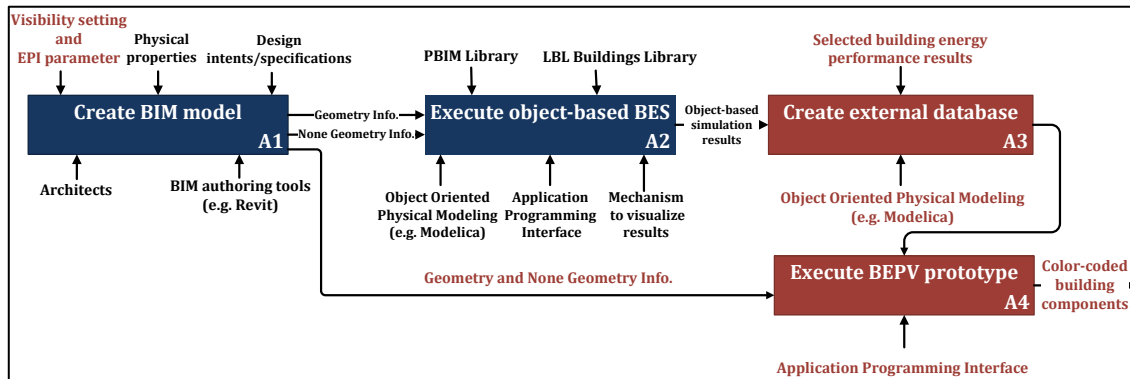 Visibility setting
and
EPI parameter
Physical
properties
Design
intents/specifications
PBIM Library
LBL Buildings Library
Selected building energy
performance results
Create BIM model
A1
Geometry Info.
None Geometry Info.
Execute object-based BES
A2
Object-based
simulation
results
Create external database
A3
Architects
BIM authoring tools
(e.g. Revit)
Object Oriented
Physical Modeling
(e.g. Modelica)
Application
Programming
Interface
Mechanism
to visualize
results
Object Oriented Physical Modeling
(e.g. Modelica)
Geometry and None Geometry Info.
Execute BEPV prototype
A4
Color-coded
building
components
Application Programming Interface